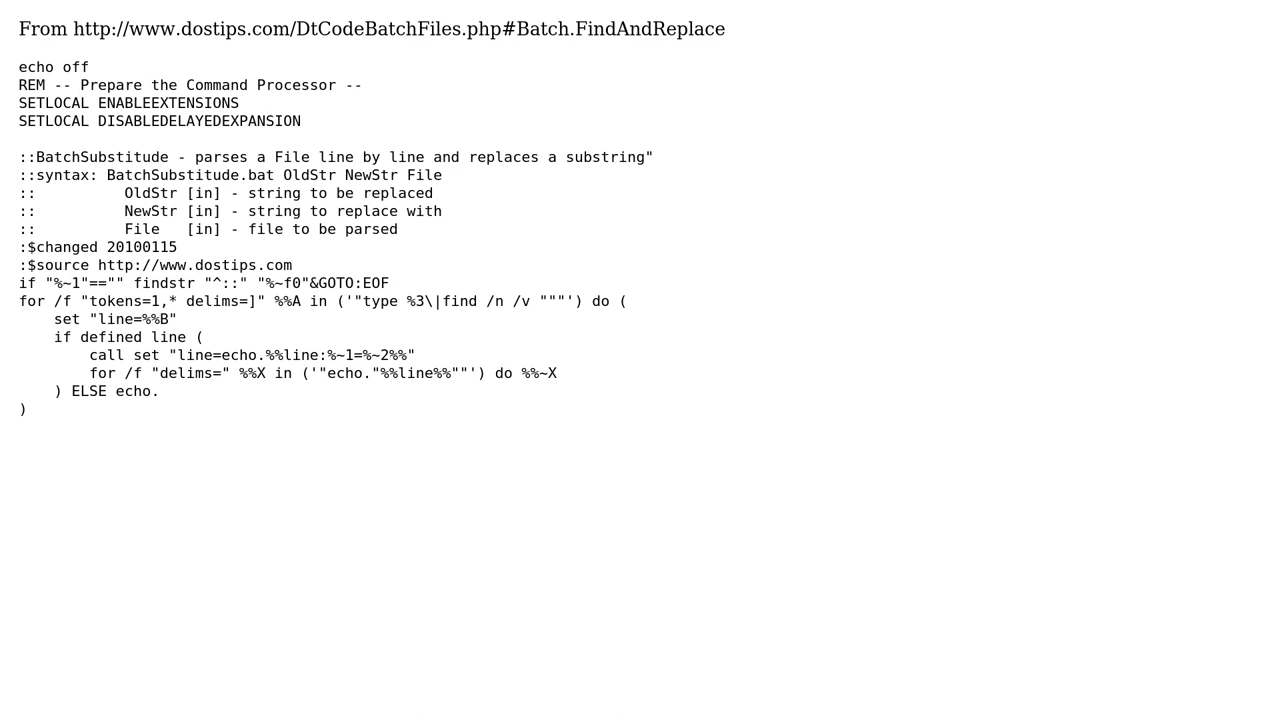 From http://www.dostips.com/DtCodeBatchFiles.php#Batch.FindAndReplace
echo off
REM -- Prepare the Command Processor --
SETLOCAL ENABLEEXTENSIONS
SETLOCAL DISABLEDELAYEDEXPANSION

::BatchSubstitude - parses a File line by line and replaces a substring"
::syntax: BatchSubstitude.bat OldStr NewStr File
::          OldStr [in] - string to be replaced
::          NewStr [in] - string to replace with
::          File   [in] - file to be parsed
:$changed 20100115
:$source http://www.dostips.com
if "%~1"=="" findstr "^::" "%~f0"&GOTO:EOF
for /f "tokens=1,* delims=]" %%A in ('"type %3\|find /n /v """') do (
    set "line=%%B"
    if defined line (
        call set "line=echo.%%line:%~1=%~2%%"
        for /f "delims=" %%X in ('"echo."%%line%%""') do %%~X
    ) ELSE echo.
)